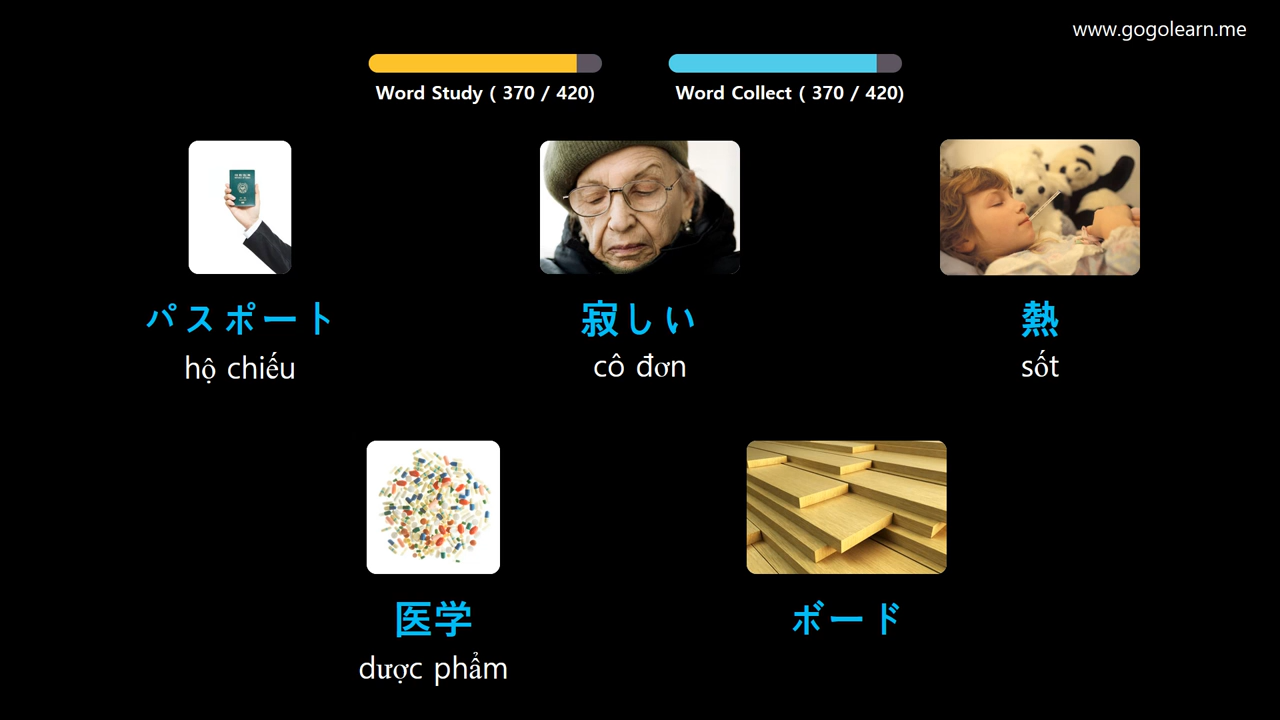 www.gogolearn.me
Word Study ( 370 / 420)
Word Collect ( 370 / 420)
パスポート
hộ chiếu
寂しい
cô đơn
熱
sốt
医学
dược phẩm
ボード